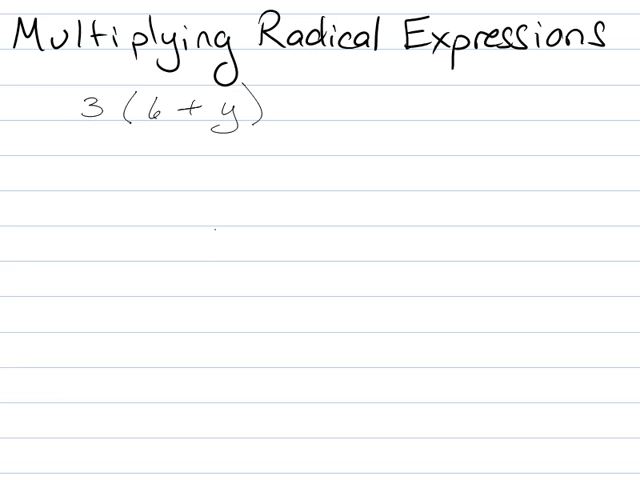 Multiplying Radical Expressions
3 (6 + y)